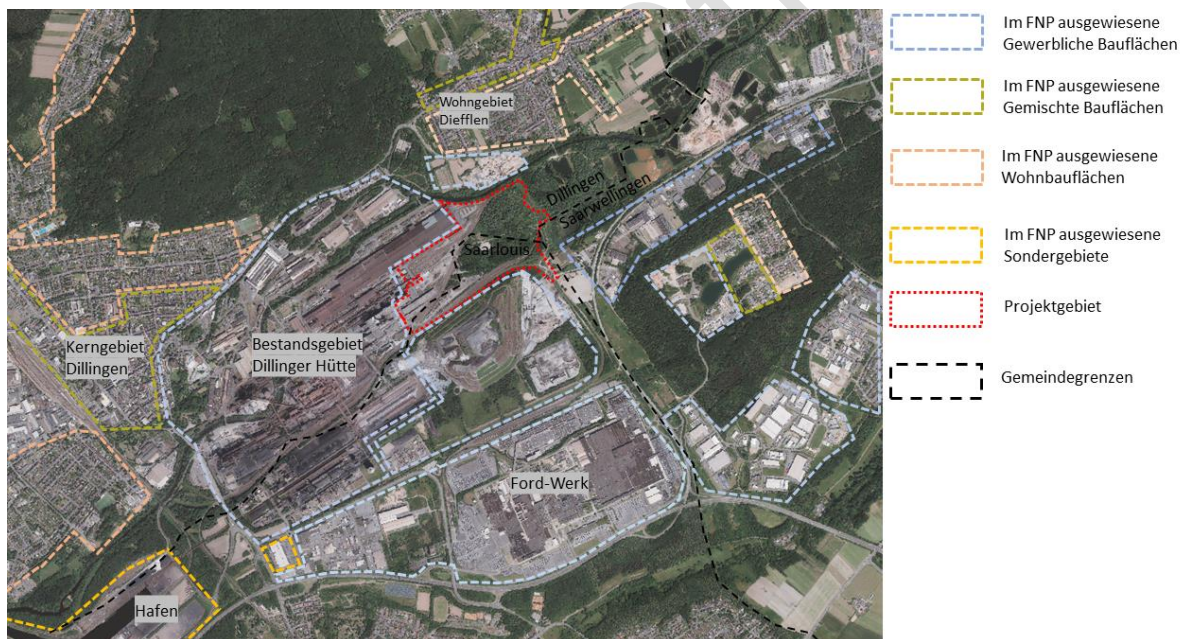 Im FNP ausgewiesene
Gewerbliche Bauflächen
Im FNP ausgewiesene
Gemischte Bauflächen
Im FNP ausgewiesene
Wohnbauflächen
Im FNP ausgewiesene
Sondergebiete
Projektgebiet
Gemeindegrenzen
Wohngebiet
Diefflen
Dillingen
Saarwellingen
Saarlouis
Kerngebiet
Dillingen
Bestandsgebiet
Dillinger Hütte
Ford-Werk
Hafen